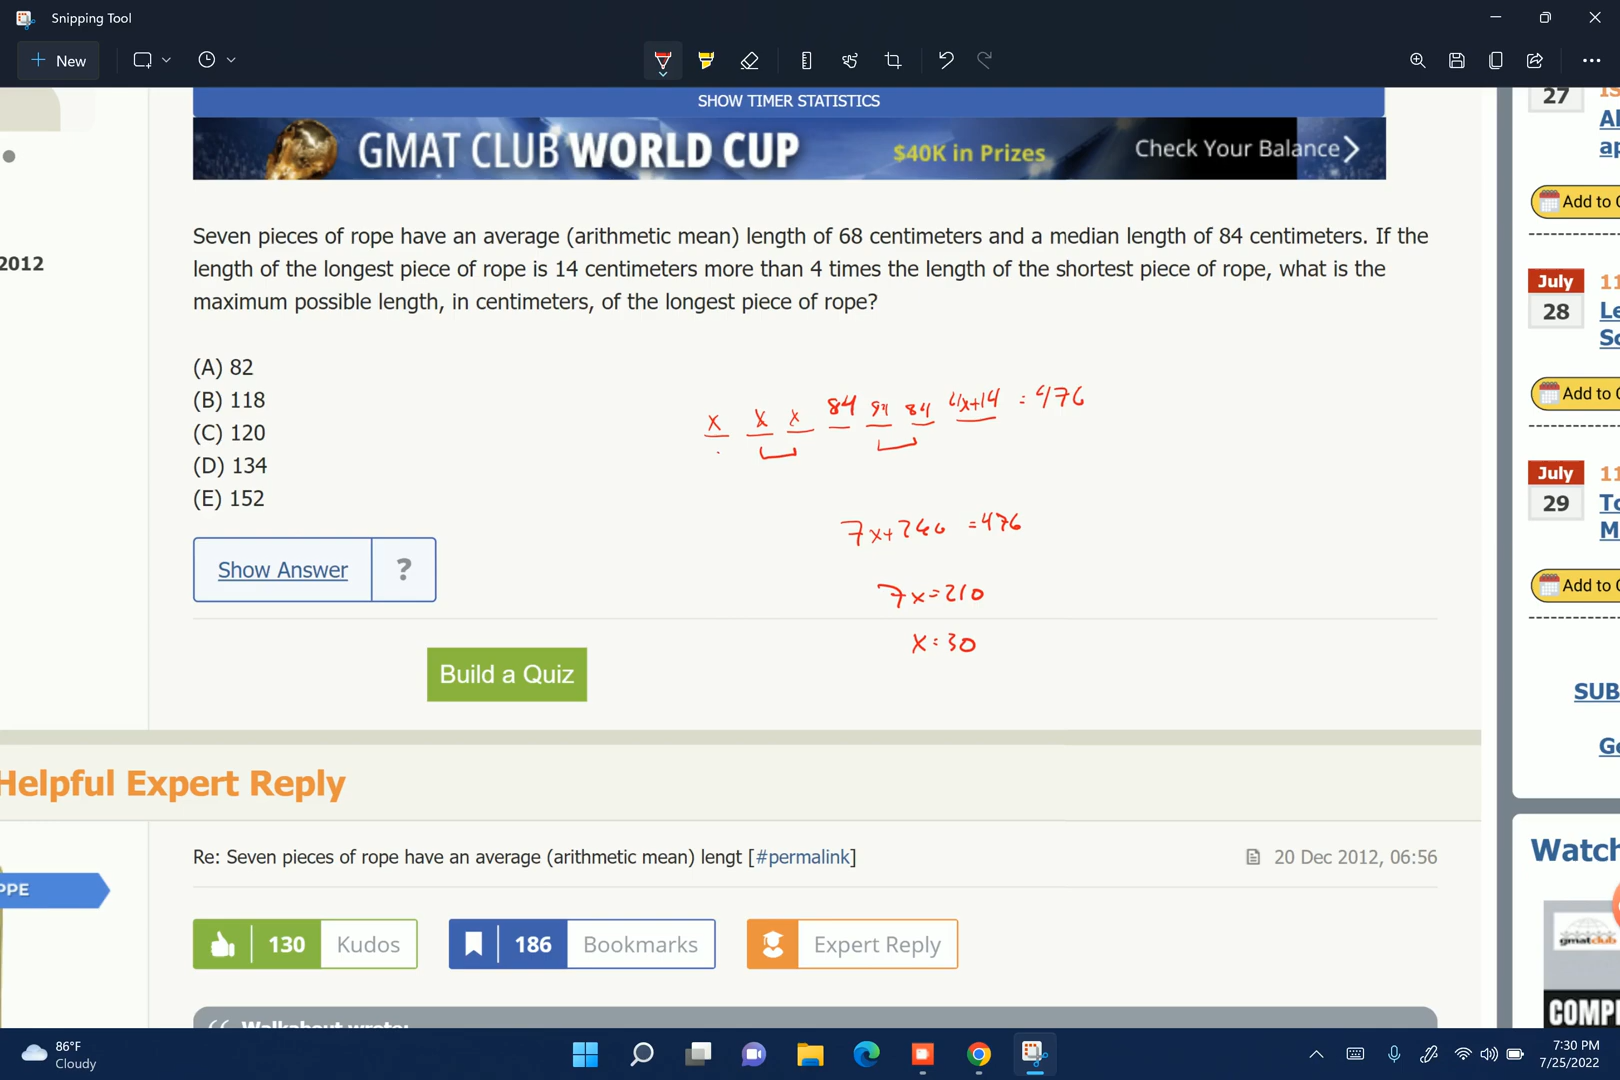 Snipping Tool
New
SHOW TIMER STATISTICS
GMAT CLUB WORLD CUP $40K in Prizes Check Your Balance
2012
Seven pieces of rope have an average (arithmetic mean) length of 68 centimeters and a median length of 84 centimeters. If the
length of the longest piece of rope is 14 centimeters more than 4 times the length of the shortest piece of rope, what is the
maximum possible length, in centimeters, of the longest piece of rope?
(A) 82
(B) 118
(C) 120
(D) 134
(E) 152
x x x 84 84 84 4x+14 = 476
7x+266 = 476
7x=210
x=30
Show Answer ?
Build a Quiz
Helpful Expert Reply
Re: Seven pieces of rope have an average (arithmetic mean) lengt [#permalink]
20 Dec 2012, 06:56
PPE
130 Kudos
186 Bookmarks
Expert Reply
Walkabout wrote:
27
Add to
July
28
Add to
July
29
Add to
SUB
Watch
gmatclub
COMP
86°F
Cloudy
7:30 PM
7/25/2022